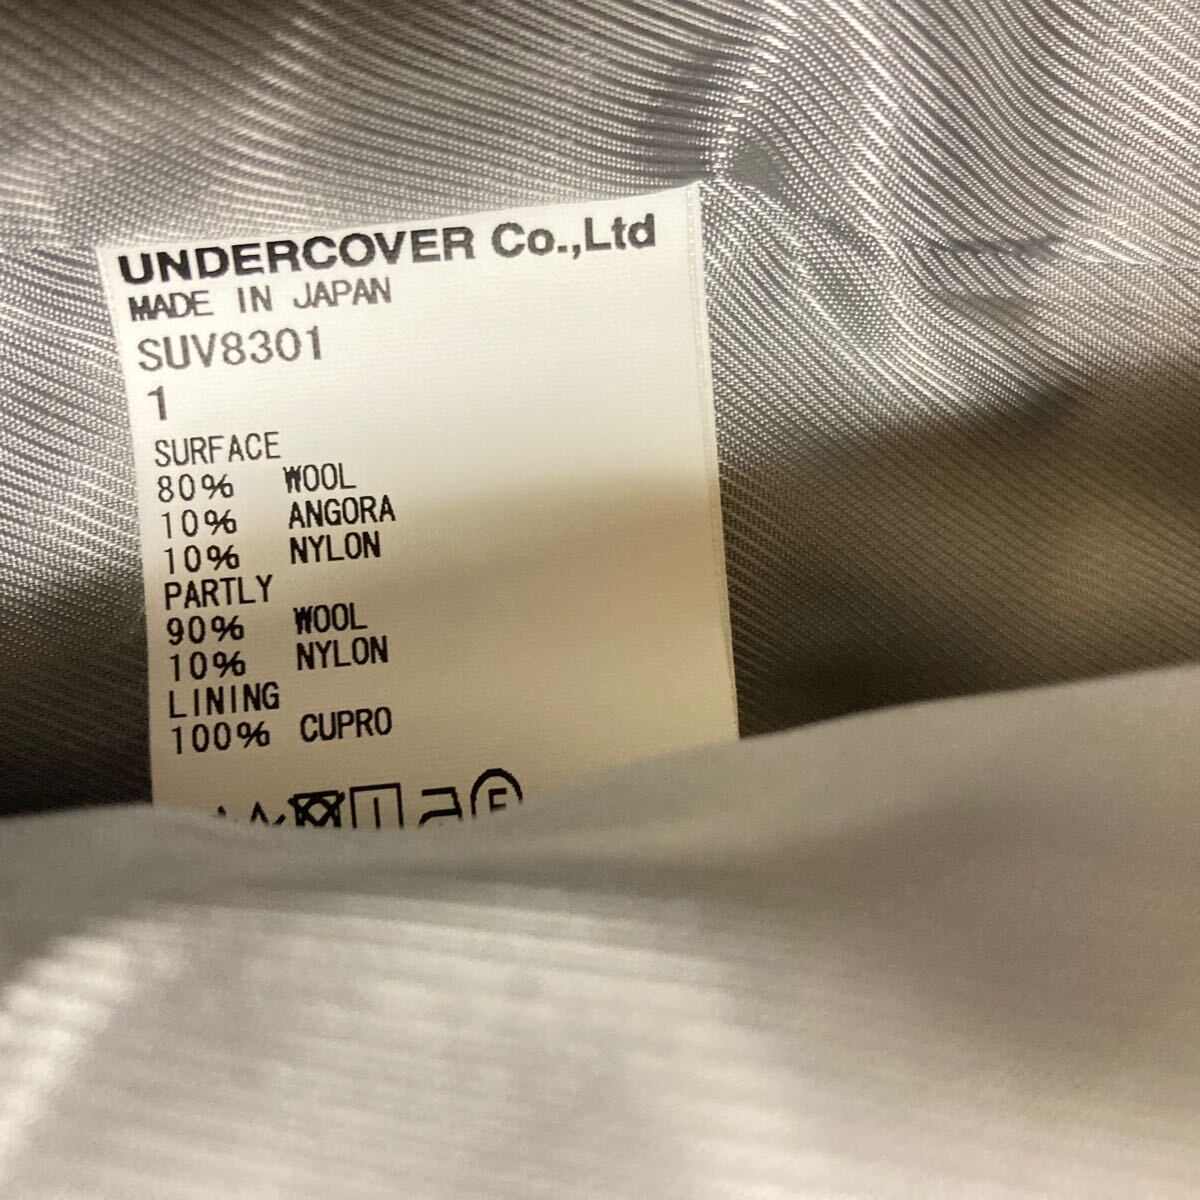 UNDERCOVER Co.,Ltd
MADE IN JAPAN
SUV8301
1
SURFACE
80% WOOL
10% ANGORA
10% NYLON
PARTLY
90% WOOL
10% NYLON
LINING
100% CUPRO
F